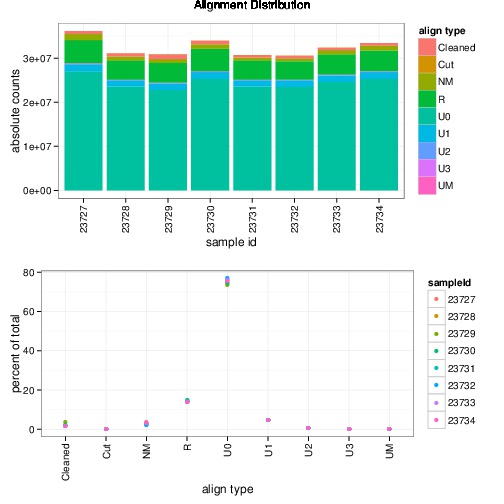 Alignment Distribution
absolute counts
3e+07
2e+07
1e+07
0e+00
23727
23728
23729
23730
23731
23732
23733
23734
sample id
align type
Cleaned
Cut
NM
R
U0
U1
U2
U3
UM
percent of total
80
60
40
20
0
Cleaned
Cut
NM
R
U0
U1
U2
U3
UM
align type
sampleId
23727
23728
23729
23730
23731
23732
23733
23734